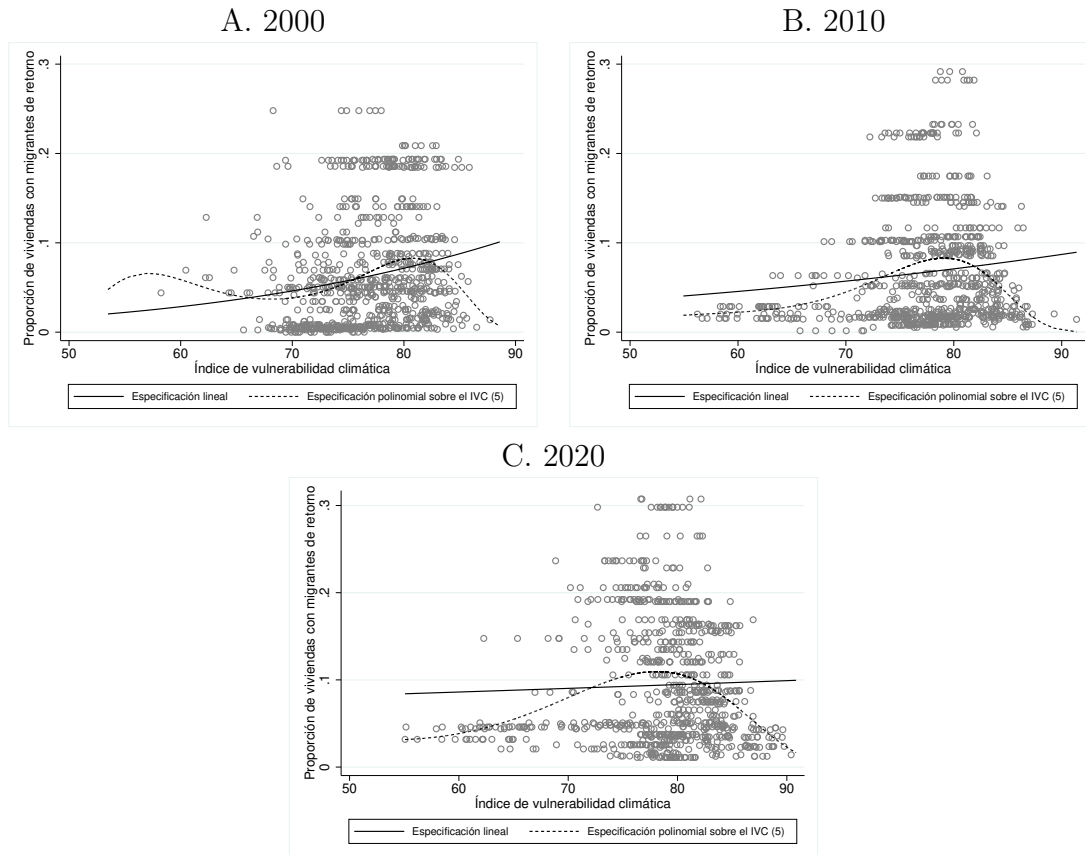 A. 2000
Proporción de viviendas con migrantes de retorno
.3
.2
.1
0
50 60 70 80 90
Índice de vulnerabilidad climática
Especificación lineal Especificación polinomial sobre el IVC (5)
B. 2010
Proporción de viviendas con migrantes de retorno
.3
.2
.1
0
50 60 70 80 90
Índice de vulnerabilidad climática
Especificación lineal Especificación polinomial sobre el IVC (5)
C. 2020
Proporción de viviendas con migrantes de retorno
.3
.2
.1
0
50 60 70 80 90
Índice de vulnerabilidad climática
Especificación lineal Especificación polinomial sobre el IVC (5)